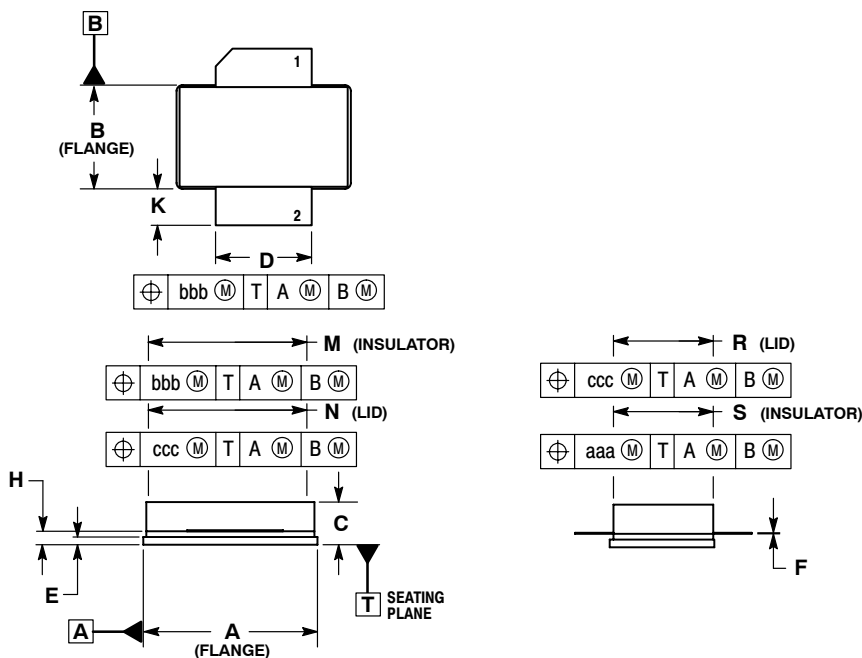 B
1
B
(FLANGE)
K
2
D
⌖ bbb Ⓜ T A Ⓜ B Ⓜ
M (INSULATOR)
⌖ bbb Ⓜ T A Ⓜ B Ⓜ
N (LID)
⌖ ccc Ⓜ T A Ⓜ B Ⓜ
H
C
E
A
A
(FLANGE)
T SEATING
PLANE
R (LID)
⌖ ccc Ⓜ T A Ⓜ B Ⓜ
S (INSULATOR)
⌖ aaa Ⓜ T A Ⓜ B Ⓜ
F